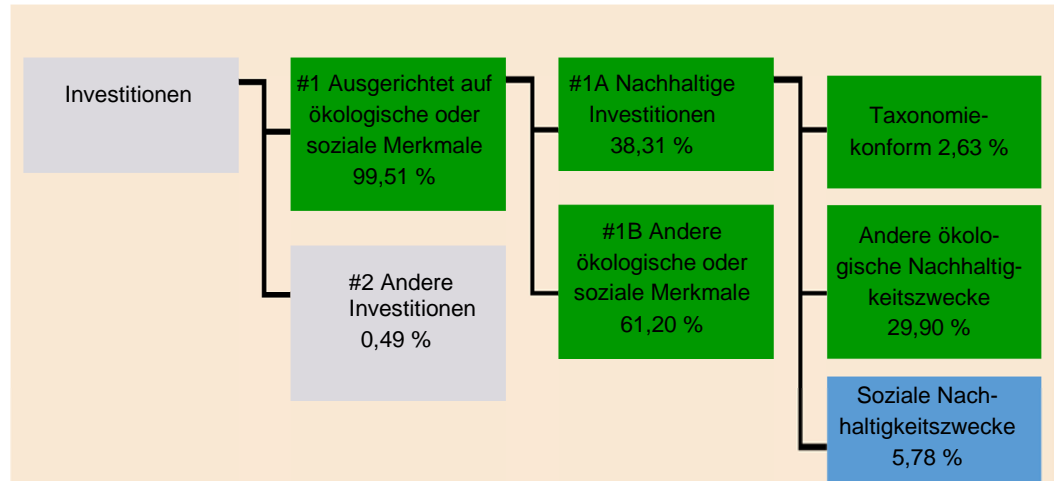 Investitionen
#1 Ausgerichtet auf
ökologische oder
soziale Merkmale
99,51 %
#2 Andere
Investitionen
0,49 %
#1A Nachhaltige
Investitionen
38,31 %
#1B Andere
ökologische oder
soziale Merkmale
61,20 %
Taxonomie-
konform 2,63 %
Andere ökolo-
gische Nachhaltig-
keitszwecke
29,90 %
Soziale Nach-
haltigkeitszwecke
5,78 %